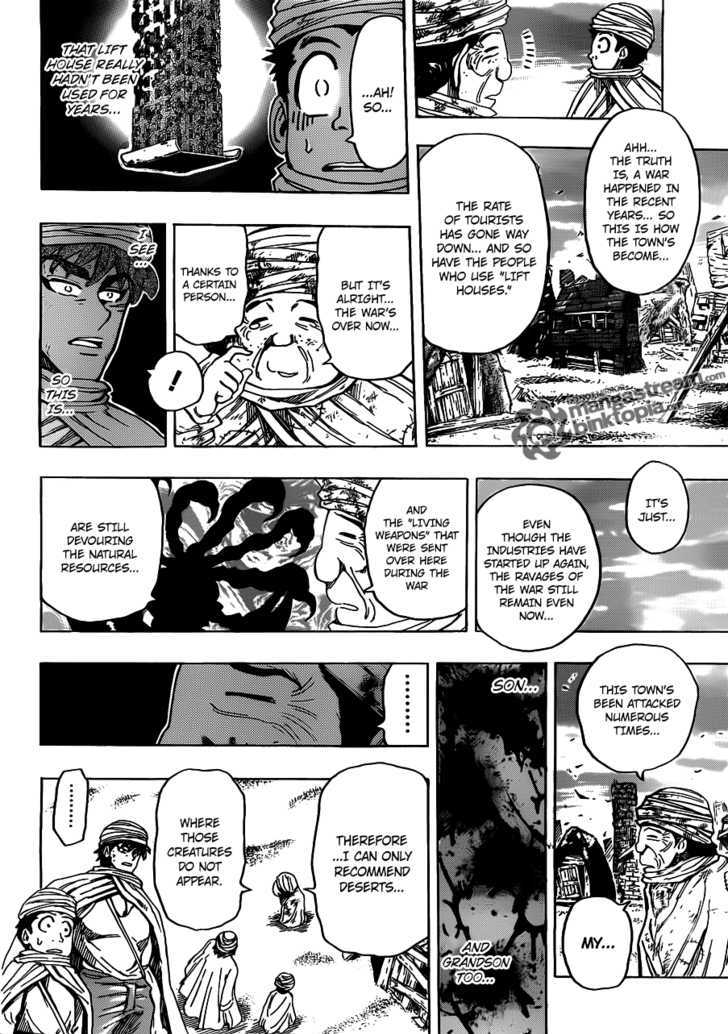 AHH...
THE TRUTH
IS, A WAR
HAPPENED IN
THE RECENT
YEARS... SO
THIS IS HOW
THE TOWN'S
BECOME...
THE RATE
OF TOURISTS
HAS GONE WAY
DOWN... AND SO
HAVE THE PEOPLE
WHO USE "LIFT
HOUSES."
...AH!
SO...
THAT LIFT
HOUSE REALLY
HADN'T BEEN
USED FOR
YEARS...
BUT IT'S
ALRIGHT...
THE WAR'S
OVER NOW...
THANKS TO
A CERTAIN
PERSON...
!
I
SEE
...
SO
THIS
IS...
mangastream.com
binktopia.com
IT'S
JUST...
EVEN
THOUGH THE
INDUSTRIES HAVE
STARTED UP AGAIN,
THE RAVAGES OF
THE WAR STILL
REMAIN EVEN
NOW...
AND
THE "LIVING
WEAPONS" THAT
WERE SENT
OVER HERE
DURING THE
WAR
ARE STILL
DEVOURING
THE NATURAL
RESOURCES...
THIS TOWN'S
BEEN ATTACKED
NUMEROUS
TIMES...
MY...
SON...
AND
GRANDSON
TOO...
........
THEREFORE
...I CAN ONLY
RECOMMEND
DESERTS...
WHERE
THOSE
CREATURES
DO NOT
APPEAR.
......